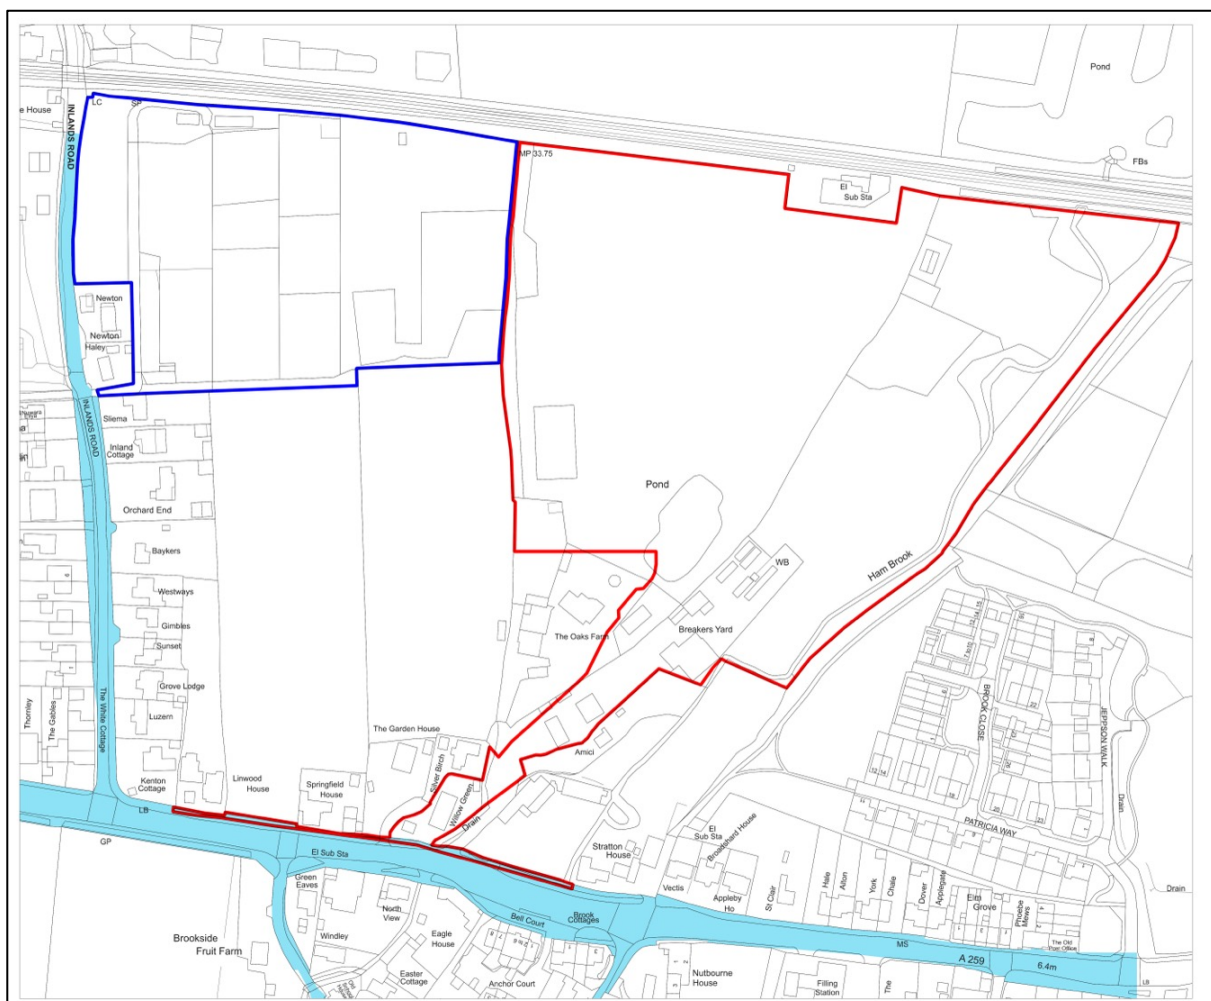 Pond
FBs
e House
LC
SP
INLANDS ROAD
MP 33.75
El
Sub Sta
Newton
Newton
Haley
INLANDS ROAD
Sliema
Inland
Cottage
Pond
Orchard End
Baykers
WB
Ham Brook
Westways
Gimbles
Sunset
The Oaks Farm
Breakers Yard
Grove Lodge
Luzern
Thornley
The Gables
The White Cottage
The Garden House
Silver Birch
Willow Green
Drain
Amici
BROOK CLOSE
JEPPSON WALK
Drain
PATRICIA WAY
Kenton
Cottage
Linwood
House
Springfield
House
LB
GP
El Sub Sta
Stratton
House
El
Sub Sta
Broadshard House
Vectis
Appleby
Ho
St Clair
Hale
Alton
York
Chale
Dover
Applegate
Elm
Grove
Phoebe
Mews
The Old
Post Office
Drain
Green
Eaves
North
View
Windley
Eagle
House
Bell Court
Brook
Cottages
Brookside
Fruit Farm
Easter
Cottage
Anchor Court
Nutbourne
House
Filling
Station
The
MS
A 259
6.4m
LB